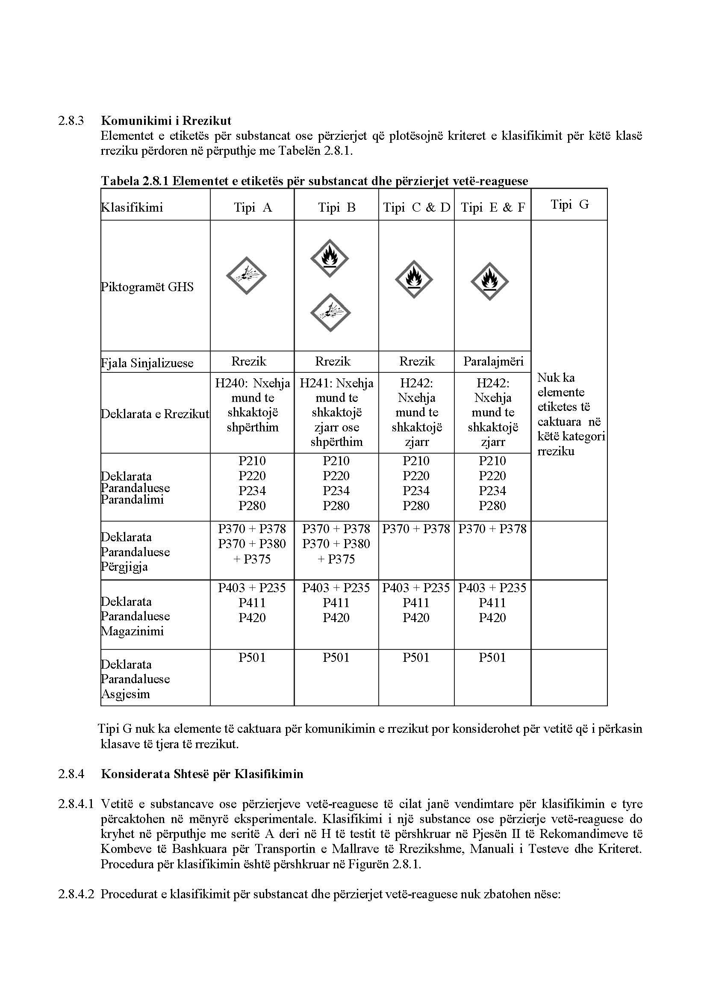 2.8.3 Komunikimi i Rrezikut
Elementet e etiketës për substancat ose përzierjet që plotësojnë kriteret e klasifikimit për këtë klasë
rreziku përdoren në përputhje me Tabelën 2.8.1.
Tabela 2.8.1 Elementet e etiketës për substancat dhe përzierjet vetë-reaguese
Klasifikimi Tipi A Tipi B Tipi C & D Tipi E & F Tipi G
Piktogramët GHS
Fjala Sinjalizuese Rrezik Rrezik Rrezik Paralajmëri
Deklarata e Rrezikut
H240: Nxehja
mund te
shkaktojë
shpërthim
H241: Nxehja
mund te
shkaktojë
zjarr ose
shpërthim
H242:
Nxehja
mund te
shkaktojë
zjarr
H242:
Nxehja
mund te
shkaktojë
zjarr
Nuk ka
elemente
etiketes të
caktuara në
këtë kategori
rreziku
Deklarata
Parandaluese
Parandalimi
P210
P220
P234
P280
P210
P220
P234
P280
P210
P220
P234
P280
P210
P220
P234
P280
Deklarata
Parandaluese
Përgjigja
P370 + P378
P370 + P380
+ P375
P370 + P378
P370 + P380
+ P375
P370 + P378
P370 + P378
Deklarata
Parandaluese
Magazinimi
P403 + P235
P411
P420
P403 + P235
P411
P420
P403 + P235
P411
P420
P403 + P235
P411
P420
Deklarata
Parandaluese
Asgjesim
P501
P501
P501
P501
Tipi G nuk ka elemente të caktuara për komunikimin e rrezikut por konsiderohet për vetitë që i përkasin
klasave të tjera të rrezikut.
2.8.4 Konsiderata Shtesë për Klasifikimin
2.8.4.1 Vetitë e substancave ose përzierjeve vetë-reaguese të cilat janë vendimtare për klasifikimin e tyre
përcaktohen në mënyrë eksperimentale. Klasifikimi i një substance ose përzierje vetë-reaguese do
kryhet në përputhje me seritë A deri në H të testit të përshkruar në Pjesën II të Rekomandimeve të
Kombeve të Bashkuara për Transportin e Mallrave të Rrezikshme, Manuali i Testeve dhe Kriteret.
Procedura për klasifikimin është përshkruar në Figurën 2.8.1.
2.8.4.2 Procedurat e klasifikimit për substancat dhe përzierjet vetë-reaguese nuk zbatohen nëse: